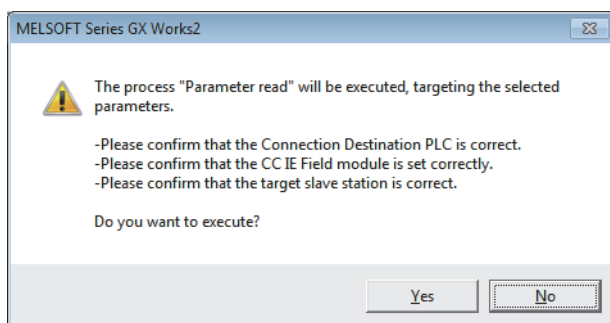 MELSOFT Series GX Works2
The process "Parameter read" will be executed, targeting the selected
parameters.
-Please confirm that the Connection Destination PLC is correct.
-Please confirm that the CC IE Field module is set correctly.
-Please confirm that the target slave station is correct.
Do you want to execute?
Yes
No